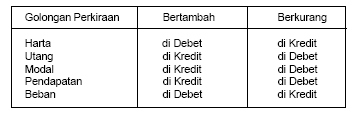 Golongan Perkiraan Bertambah Berkurang
Harta di Debet di Kredit
Utang di Kredit di Debet
Modal di Kredit di Debet
Pendapatan di Kredit di Debet
Beban di Debet di Kredit